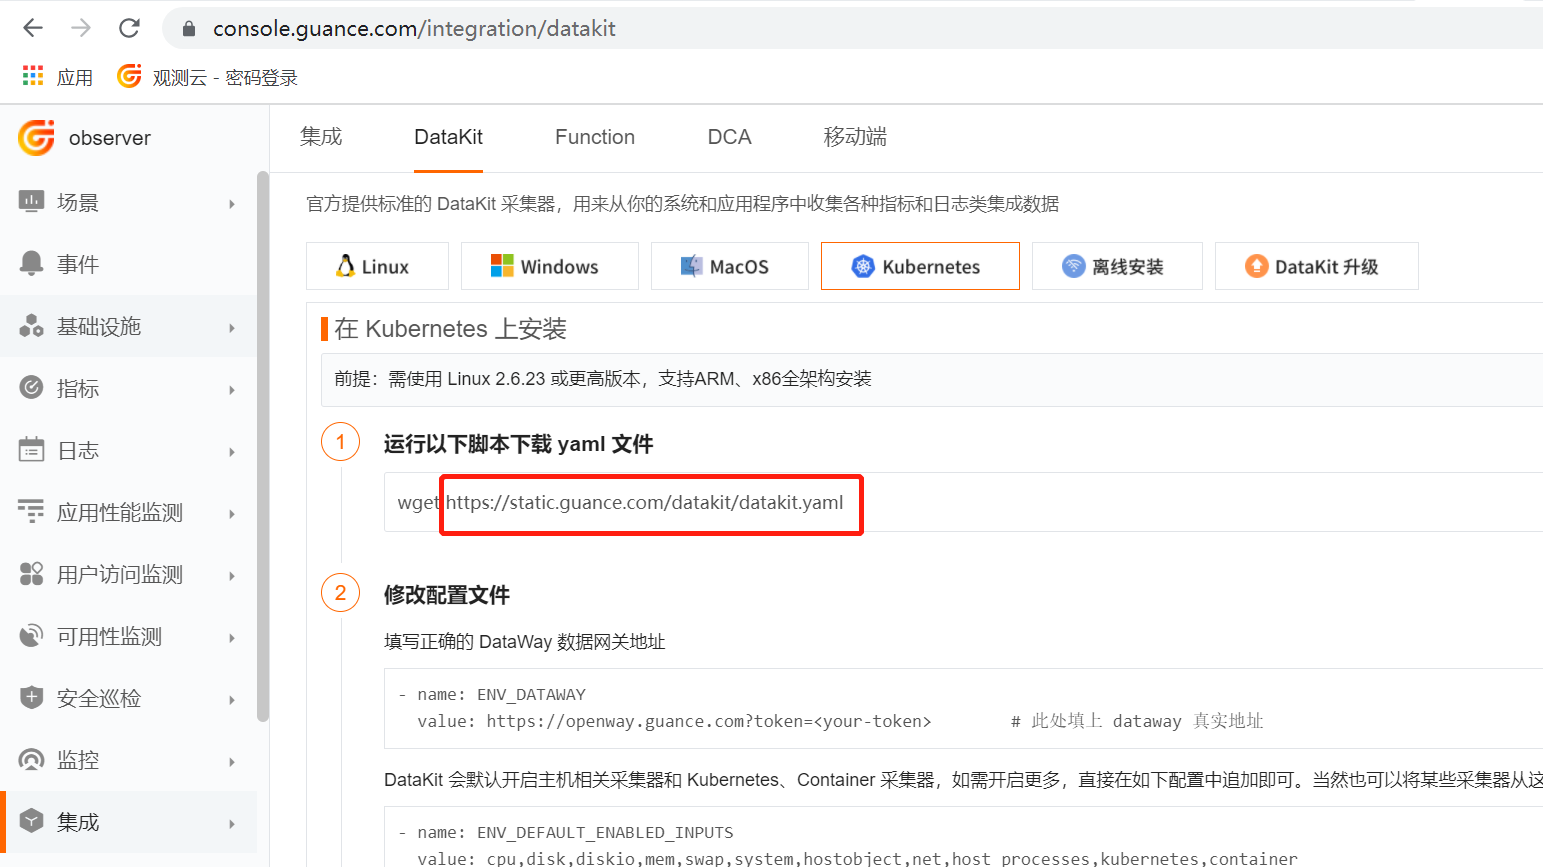 console.guance.com/integration/datakit
应用
观测云 - 密码登录
observer
集成
DataKit
Function
DCA
移动端
场景
事件
基础设施
指标
日志
应用性能监测
用户访问监测
可用性监测
安全巡检
监控
集成
官方提供标准的 DataKit 采集器，用来从你的系统和应用程序中收集各种指标和日志类集成数据
Linux
Windows
MacOS
Kubernetes
离线安装
DataKit 升级
在 Kubernetes 上安装
前提：需使用 Linux 2.6.23 或更高版本，支持ARM、x86全架构安装
1
运行以下脚本下载 yaml 文件
wget https://static.guance.com/datakit/datakit.yaml
2
修改配置文件
填写正确的 DataWay 数据网关地址
- name: ENV_DATAWAY
value: https://openway.guance.com?token=<your-token> # 此处填上 dataway 真实地址
DataKit 会默认开启主机相关采集器和 Kubernetes、Container 采集器，如需开启更多，直接在如下配置中追加即可。当然也可以将某些采集器从这
- name: ENV_DEFAULT_ENABLED_INPUTS
value: cpu,disk,diskio,mem,swap,system,hostobject,net,host_processes,kubernetes,container